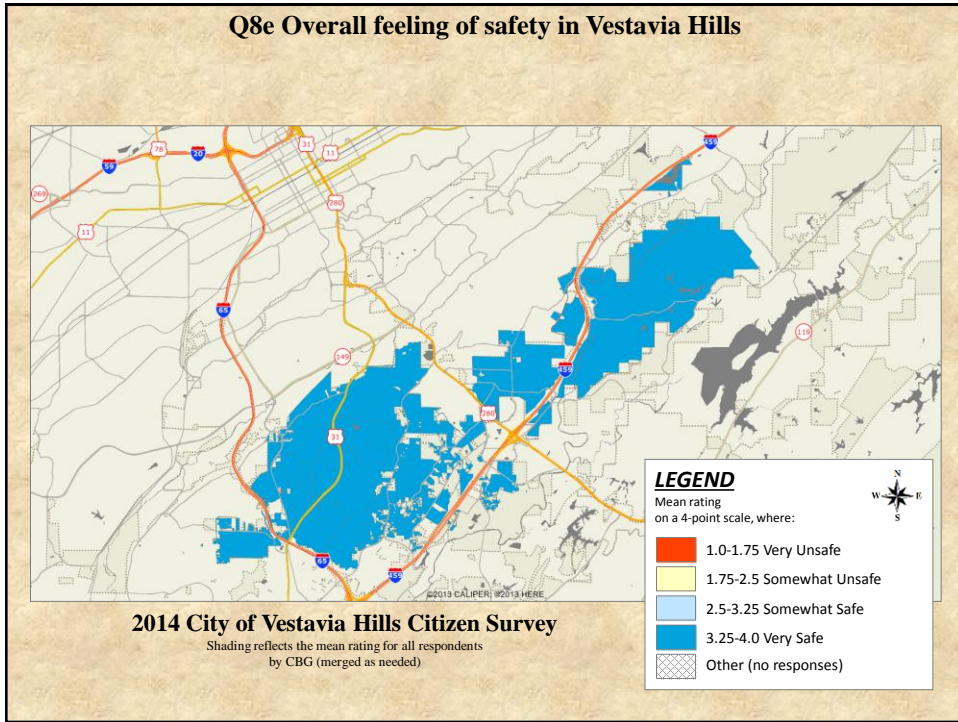 Q8e Overall feeling of safety in Vestavia Hills
459
31
78
11
20
59
280
269
11
65
119
149
459
280
31
65
459
©2013 CALIPER; ©2013 HERE
LEGEND
Mean rating
on a 4-point scale, where:
N
W E
S
1.0-1.75 Very Unsafe
1.75-2.5 Somewhat Unsafe
2.5-3.25 Somewhat Safe
3.25-4.0 Very Safe
Other (no responses)
2014 City of Vestavia Hills Citizen Survey
Shading reflects the mean rating for all respondents
by CBG (merged as needed)